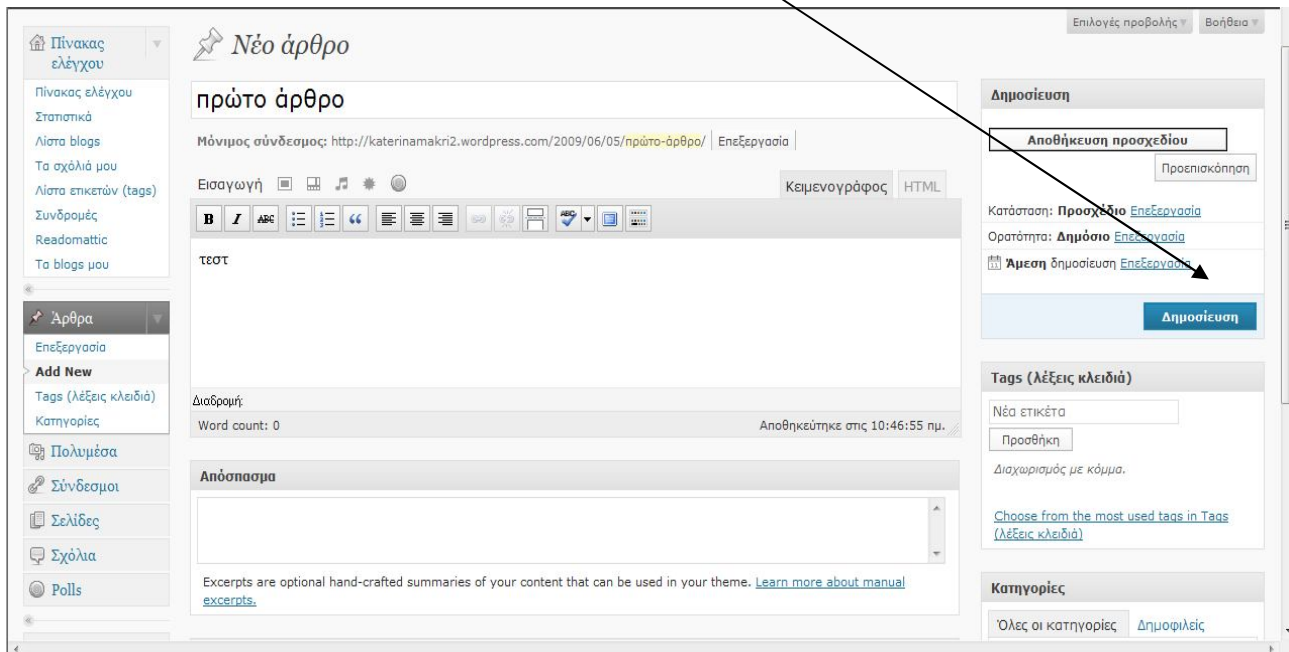 Επιλογές προβολής
Βοήθεια
Πίνακας
ελέγχου
Πίνακας ελέγχου
Στατιστικά
Λίστα blogs
Τα σχόλιά μου
Λίστα ετικετών (tags)
Συνδρομές
Readomattic
Τα blogs μου
Άρθρα
Επεξεργασία
Add New
Tags (λέξεις κλειδιά)
Κατηγορίες
Πολυμέσα
Σύνδεσμοι
Σελίδες
Σχόλια
Polls
Νέο άρθρο
πρώτο άρθρο
Μόνιμος σύνδεσμος: http://katerinamakri2.wordpress.com/2009/06/05/πρώτο-άρθρο/ Επεξεργασία
Εισαγωγή
Κειμενογράφος HTML
B I ABC ABC
τεστ
Διαδρομή:
Word count: 0 Αποθηκεύτηκε στις 10:46:55 πμ.
Απόσπασμα
Excerpts are optional hand-crafted summaries of your content that can be used in your theme. Learn more about manual
excerpts.
Δημοσίευση
Αποθήκευση προσχεδίου
Προεπισκόπηση
Κατάσταση: Προσχέδιο Επεξεργασία
Ορατότητα: Δημόσιο Επεξεργασία
Άμεση δημοσίευση Επεξεργασία
Δημοσίευση
Tags (λέξεις κλειδιά)
Νέα ετικέτα
Προσθήκη
Διαχωρισμός με κόμμα.
Choose from the most used tags in Tags
(λέξεις κλειδιά)
Κατηγορίες
Όλες οι κατηγορίες Δημοφιλείς